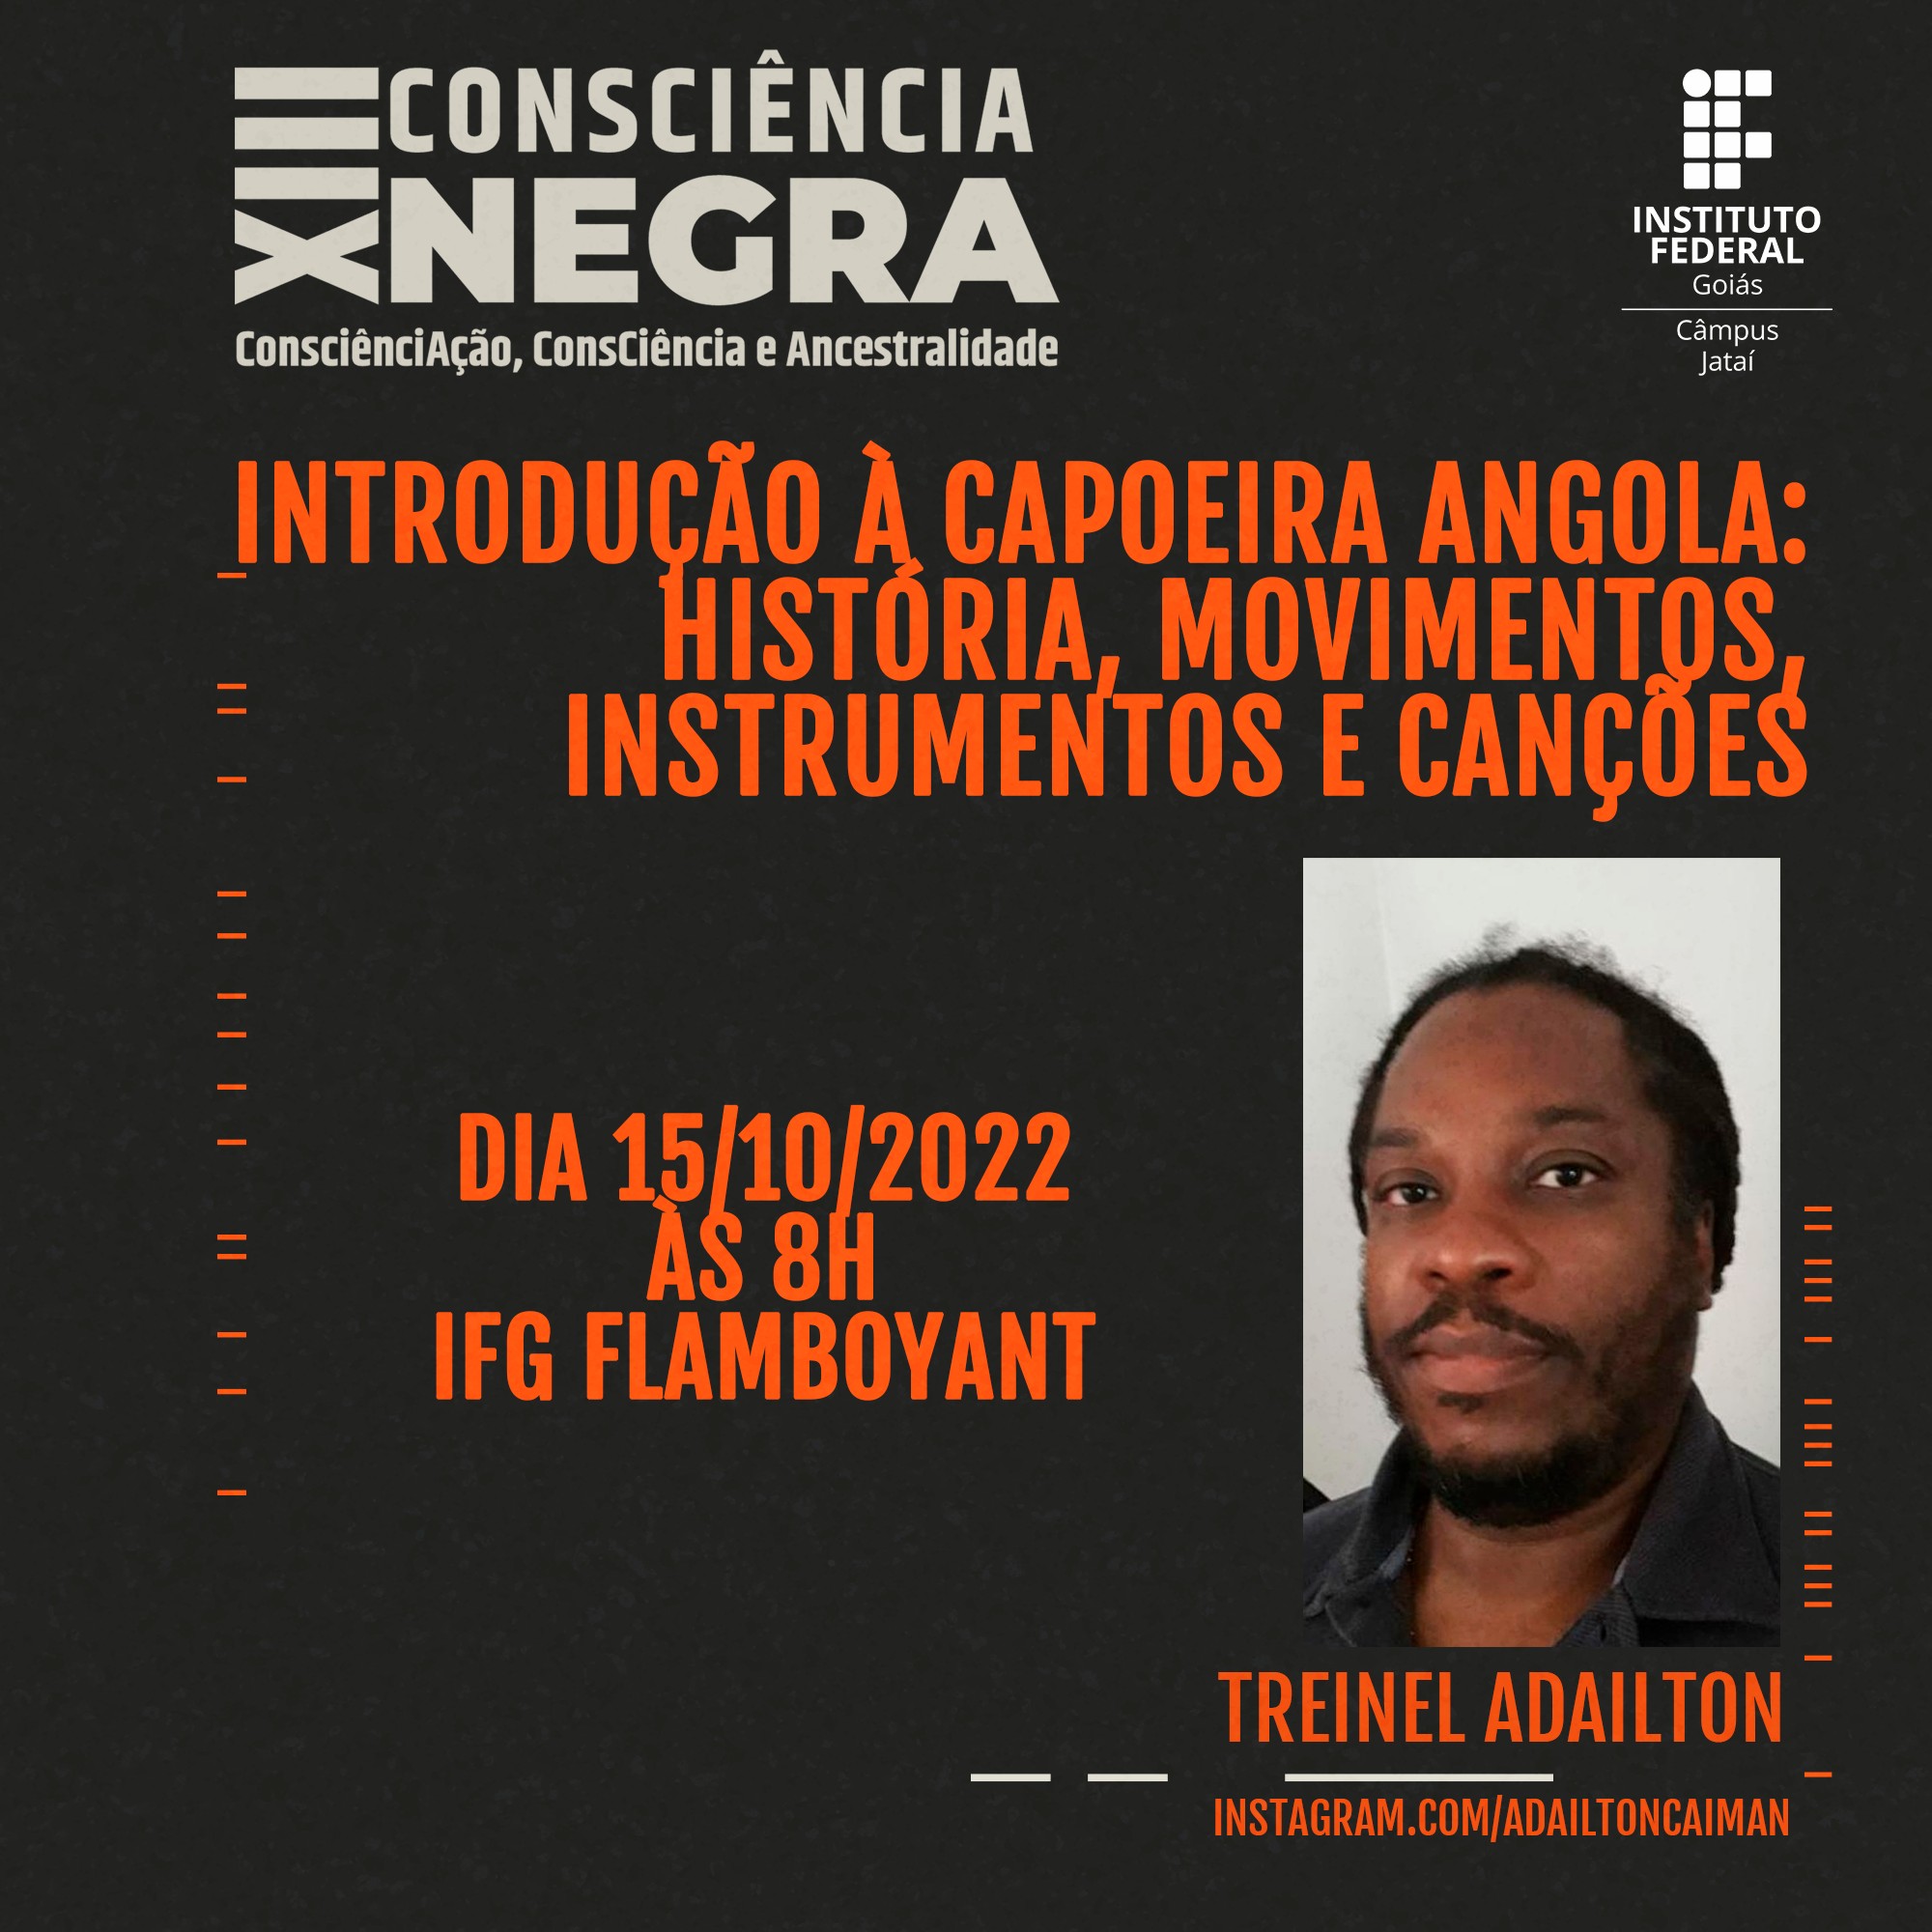 XIII
CONSCIÊNCIA
NEGRA
ConsciênciAção, ConsCiência e Ancestralidade
INSTITUTO
FEDERAL
Goiás
Câmpus
Jataí
INTRODUÇÃO À CAPOEIRA ANGOLA:
HISTÓRIA, MOVIMENTOS,
INSTRUMENTOS E CANÇÕES
DIA 15/10/2022
ÀS 8H
IFG FLAMBOYANT
TREINEL ADAILTON
INSTAGRAM.COM/ADAILTONCAIMAN